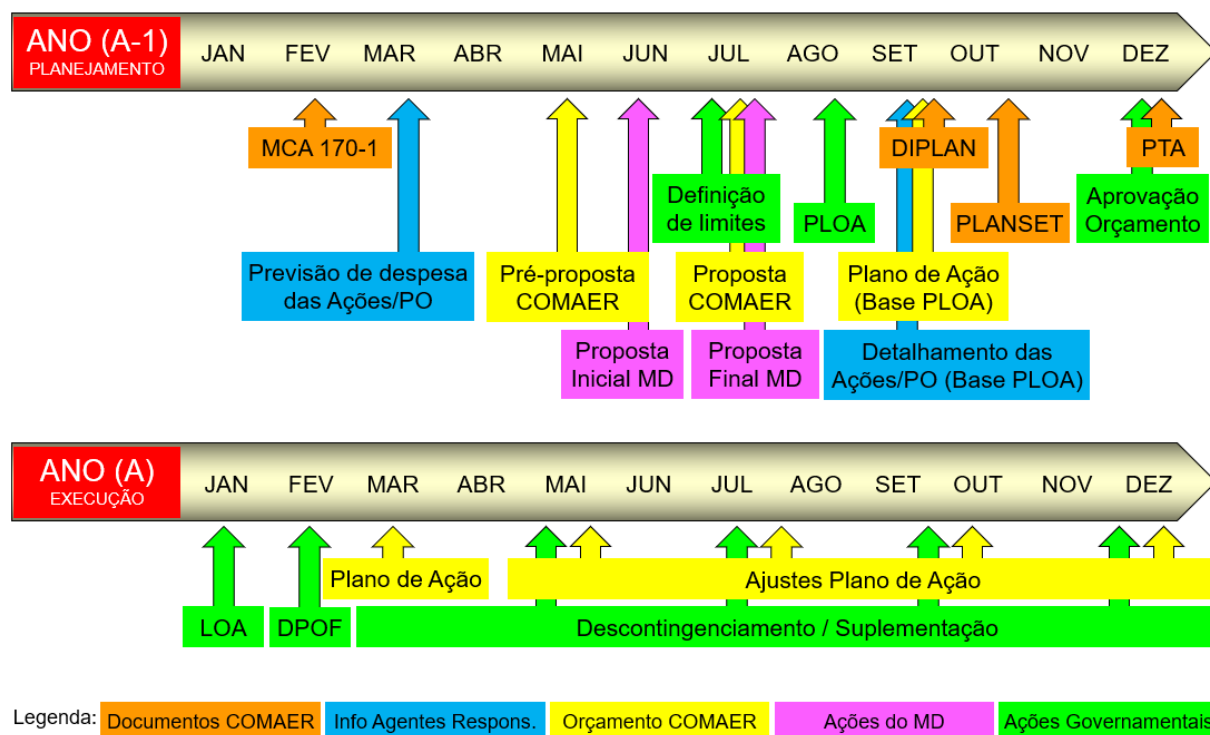 ANO (A-1)
PLANEJAMENTO
JAN FEV MAR ABR MAI JUN JUL AGO SET OUT NOV DEZ
MCA 170-1
DIPLAN
PTA
Definição
de limites
PLOA
PLANSET
Aprovação
Orçamento
Previsão de despesa
das Ações/PO
Pré-proposta
COMAER
Proposta
COMAER
Plano de Ação
(Base PLOA)
Proposta
Inicial MD
Proposta
Final MD
Detalhamento das
Ações/PO (Base PLOA)
ANO (A)
EXECUÇÃO
JAN FEV MAR ABR MAI JUN JUL AGO SET OUT NOV DEZ
Plano de Ação
Ajustes Plano de Ação
LOA
DPOF
Descontingenciamento / Suplementação
Legenda: Documentos COMAER Info Agentes Respons. Orçamento COMAER Ações do MD Ações Governamentais